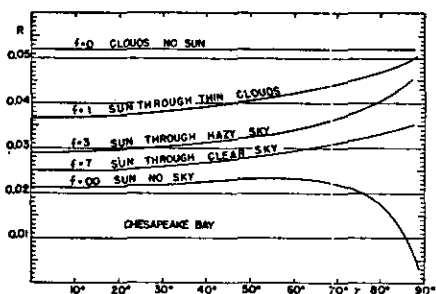 R
f=0 CLOUDS NO SUN
0.05
f=1 SUN THROUGH THIN CLOUDS
0.04
f=3 SUN THROUGH HAZY SKY
0.03
f=7 SUN THROUGH CLEAR SKY
f=00 SUN NO SKY
0.02
CHESAPEAKE BAY
0.01
10° 20° 30° 40° 50° 60° 70° γ 80° 90°